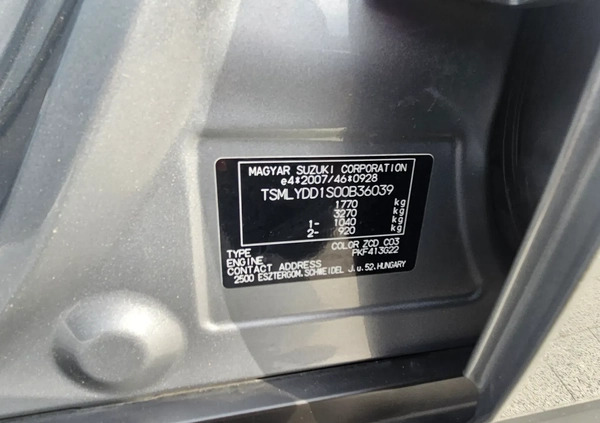 MAGYAR SUZUKI CORPORATION
e4*2007/46*0928
TSMLYDD1S00B36039
1770 kg
3270 kg
1- 1040 kg
2- 920 kg
TYPE COLOR ZCD C03
ENGINE PKF413G22
CONTACT ADDRESS
2500 ESZTERGOM.SCHWEIDEL J.u.52.HUNGARY